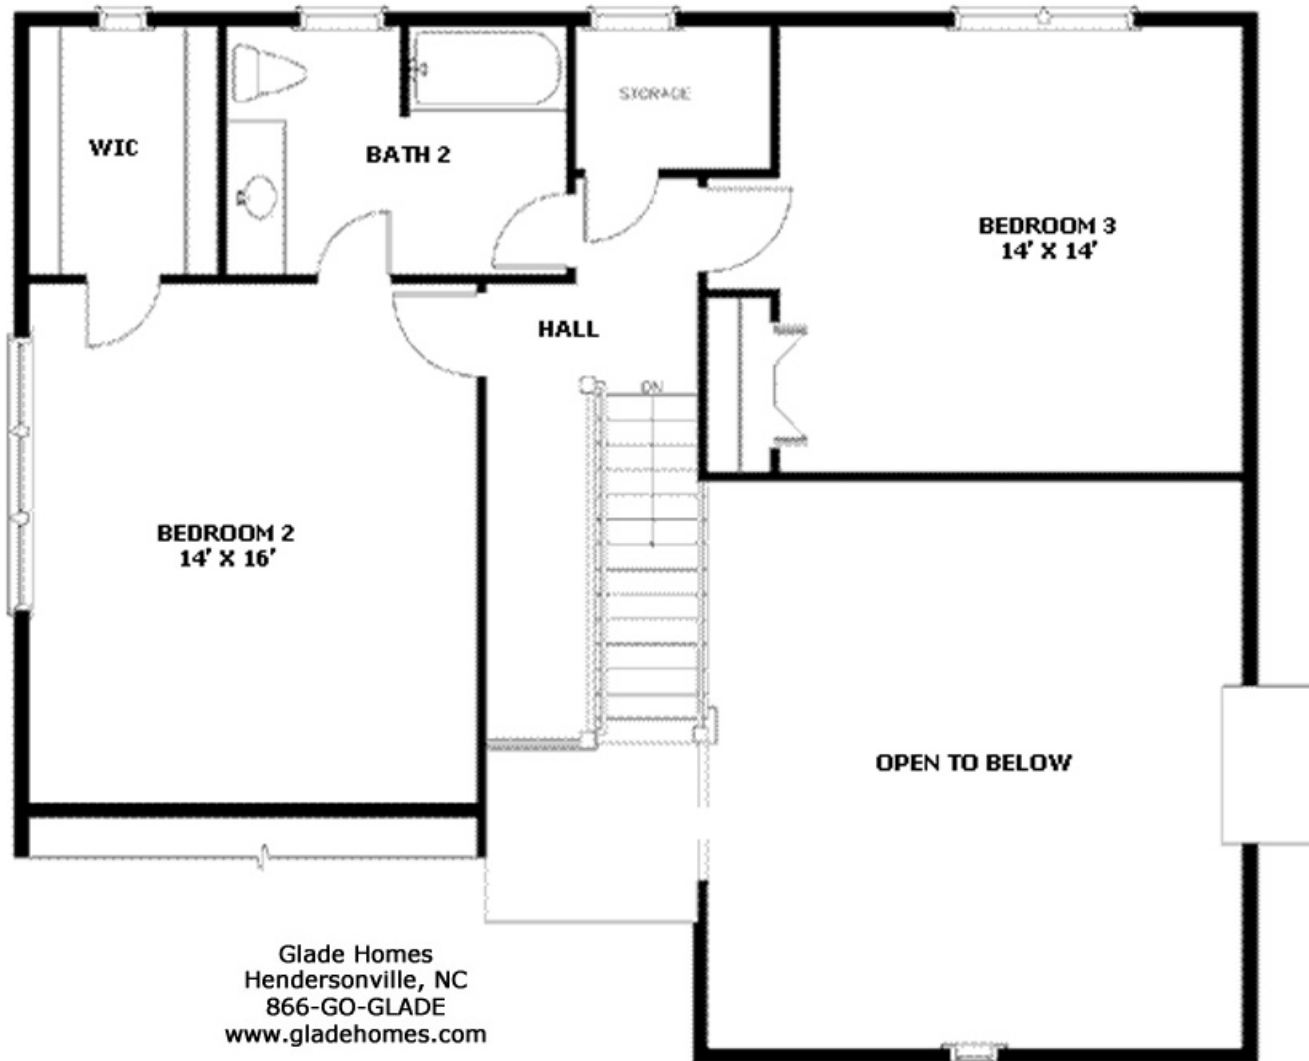 WIC
BATH 2
STORAGE
BEDROOM 3
14' X 14'
HALL
DN
BEDROOM 2
14' X 16'
OPEN TO BELOW
Glade Homes
Hendersonville, NC
866-GO-GLADE
www.gladehomes.com